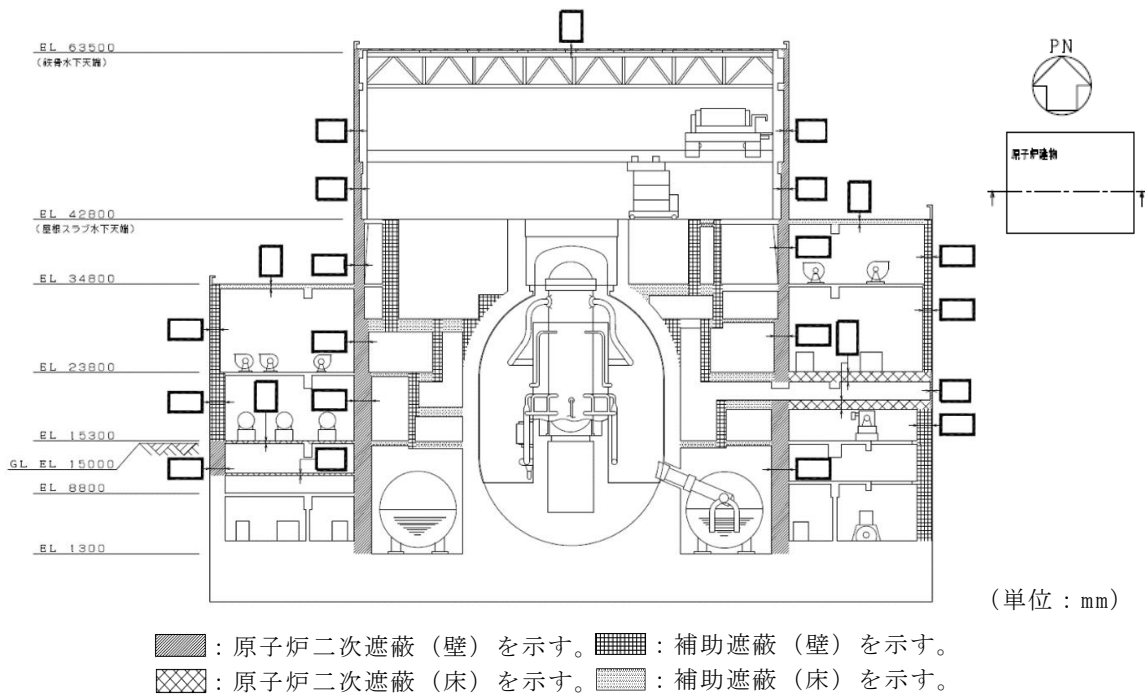 EL 63500
(鉄骨水下天端)
PN
原子炉建物
EL 42800
(屋根スラブ水下天端)
EL 34800
EL 23800
EL 15300
GL EL 15000
EL 8800
EL 1300
(単位：mm)
：原子炉二次遮蔽（壁）を示す。
：補助遮蔽（壁）を示す。
：原子炉二次遮蔽（床）を示す。
：補助遮蔽（床）を示す。